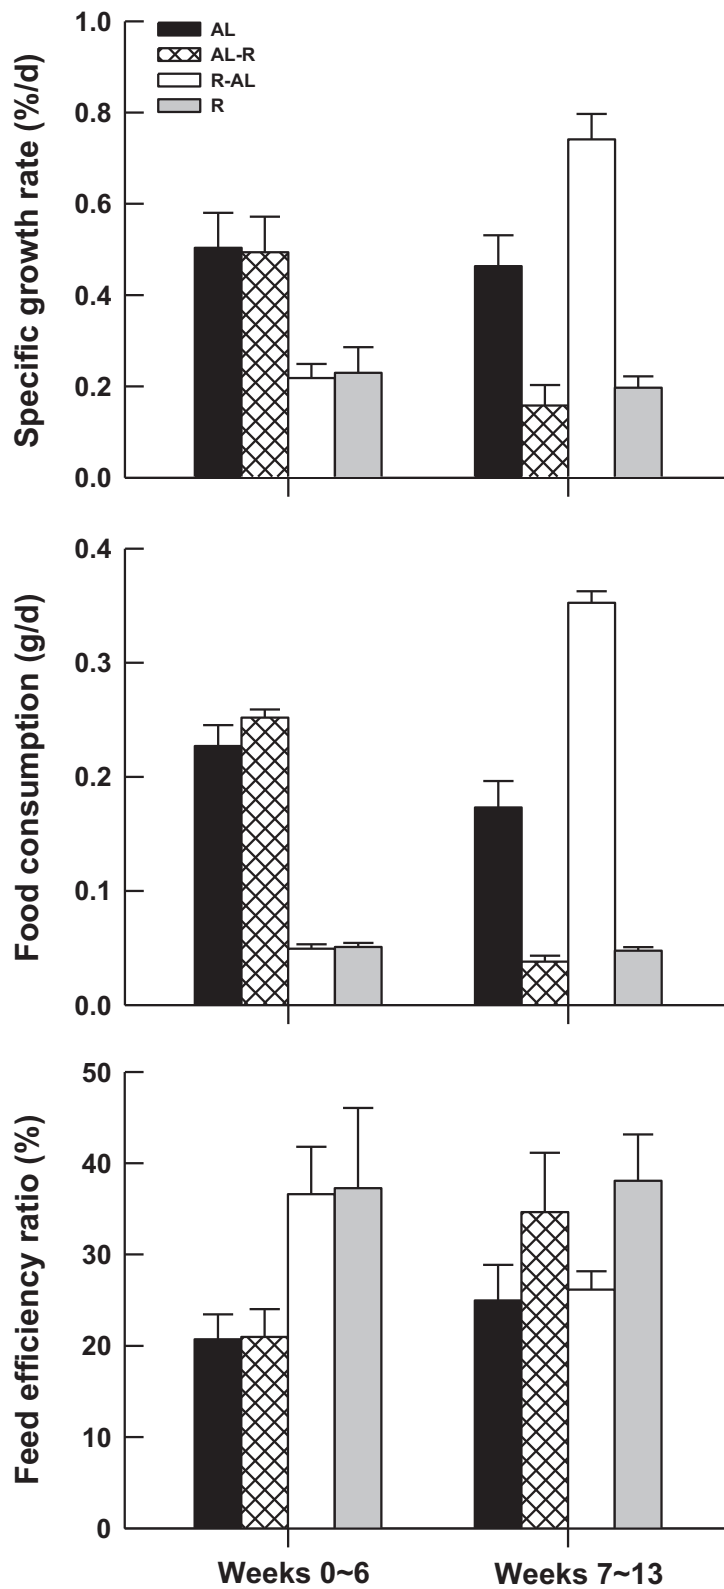 1.0
0.8
0.6
0.4
0.2
0.0
Specific growth rate (%/d)
AL
AL-R
R-AL
R
0.4
0.3
0.2
0.1
0.0
Food consumption (g/d)
50
40
30
20
10
0
Feed efficiency ratio (%)
Weeks 0~6 Weeks 7~13